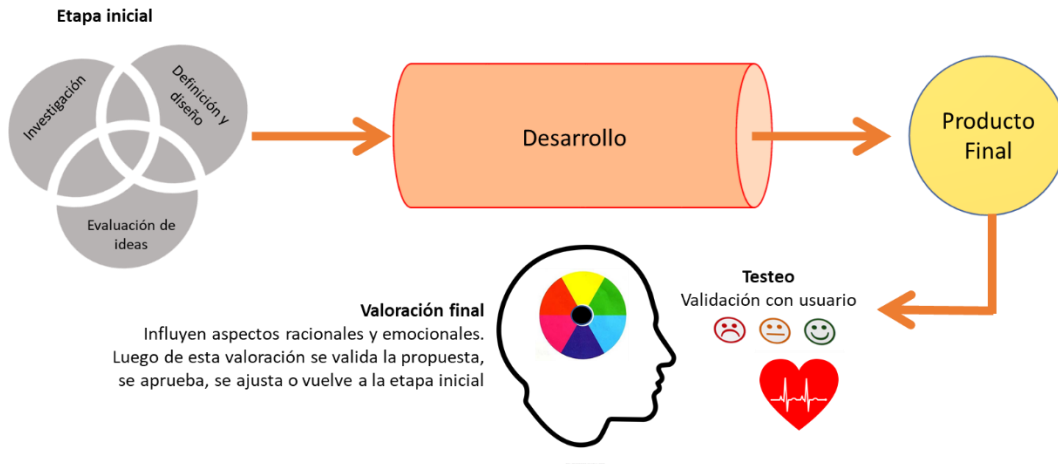 Etapa inicial
Investigación
Definición y
diseño
Evaluación de
ideas
Desarrollo
Producto
Final
Testeo
Validación con usuario
Valoración final
Influyen aspectos racionales y emocionales.
Luego de esta valoración se valida la propuesta,
se aprueba, se ajusta o vuelve a la etapa inicial